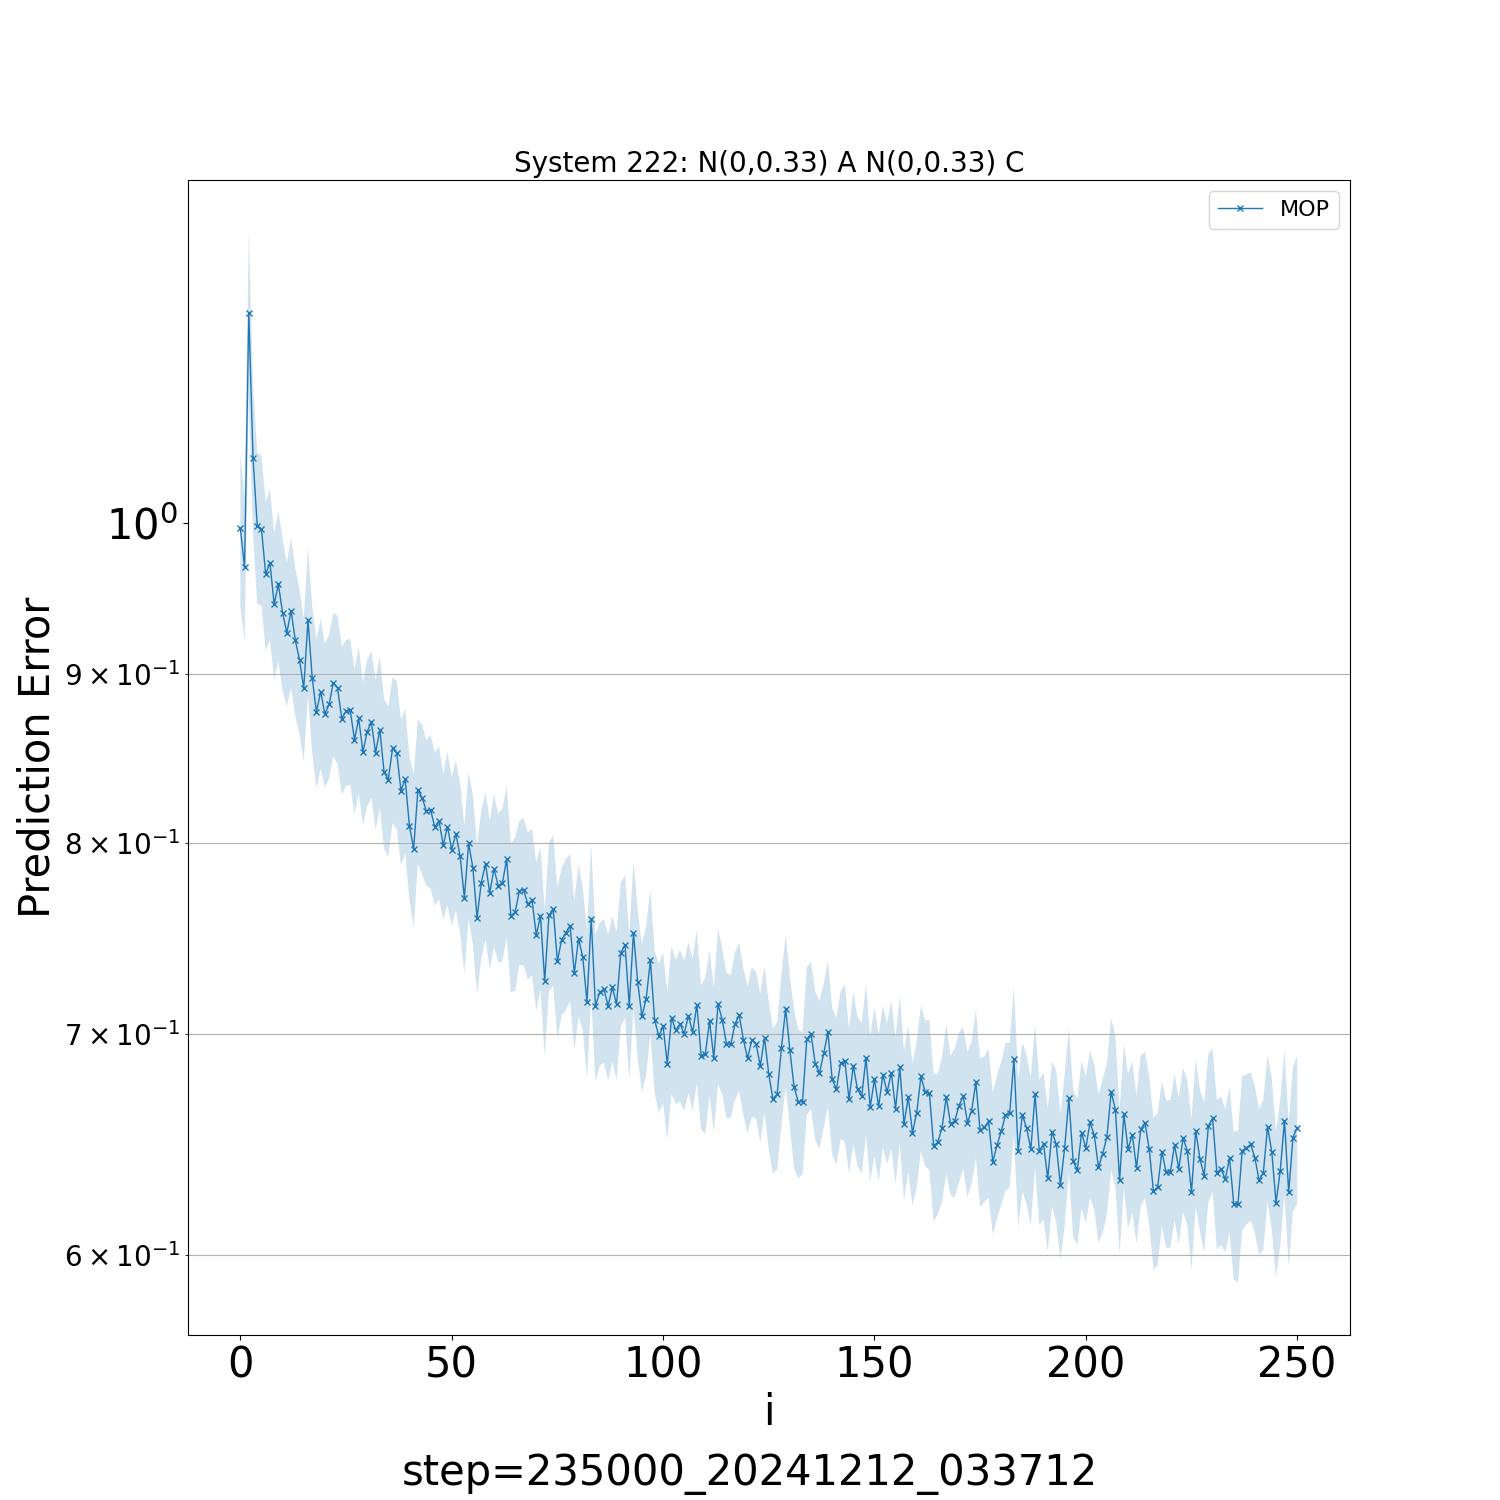 System 222: N(0,0.33) A N(0,0.33) C
MOP
Prediction Error
10⁰
9 × 10⁻¹
8 × 10⁻¹
7 × 10⁻¹
6 × 10⁻¹
0 50 100 150 200 250
i
step=235000_20241212_033712